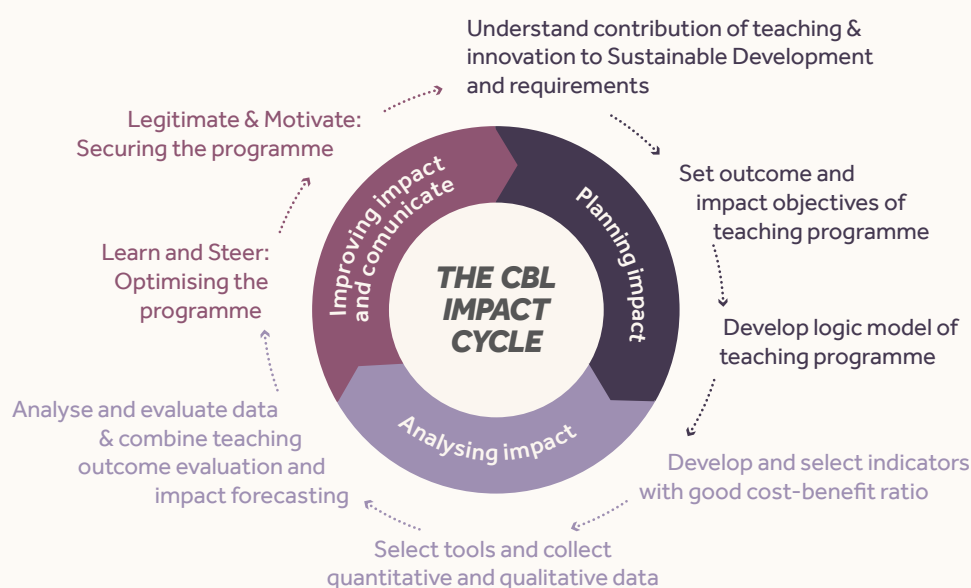 Understand contribution of teaching &
innovation to Sustainable Development
and requirements
Legitimate & Motivate:
Securing the programme
Set outcome and
impact objectives of
teaching programme
Learn and Steer:
Optimising the
programme
Develop logic model of
teaching programme
Analyse and evaluate data
& combine teaching
outcome evaluation and
impact forecasting
Develop and select indicators
with good cost-benefit ratio
Select tools and collect
quantitative and qualitative data
Improving impact
and comunicate
Planning impact
Analysing impact
THE CBL
IMPACT
CYCLE